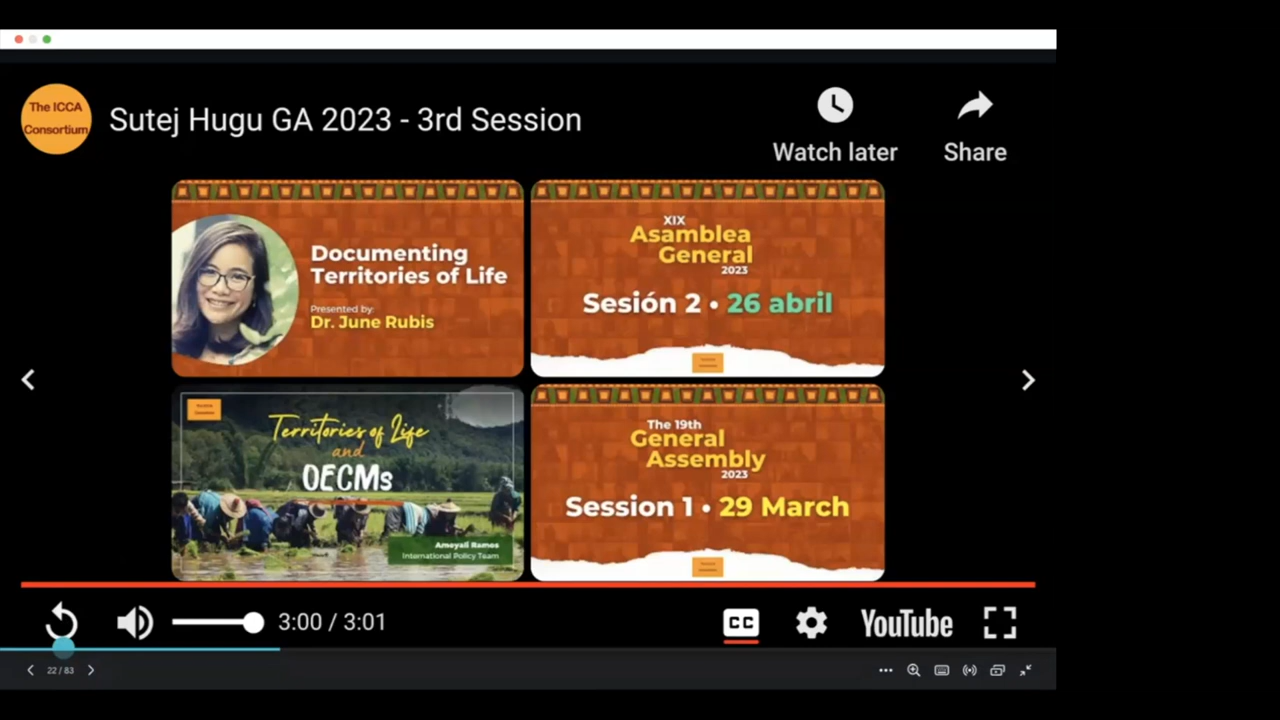 The ICCA
Consortium
Sutej Hugu GA 2023 - 3rd Session
Watch later
Share
Documenting
Territories of Life
Presented by:
Dr. June Rubis
XIX
Asamblea
General
2023
Sesión 2 • 26 abril
Territories of Life
and
OECMs
Ameyali Ramos
International Policy Team
The 19th
General
Assembly
2023
Session 1 • 29 March
3:00 / 3:01
CC
YouTube
22 / 83